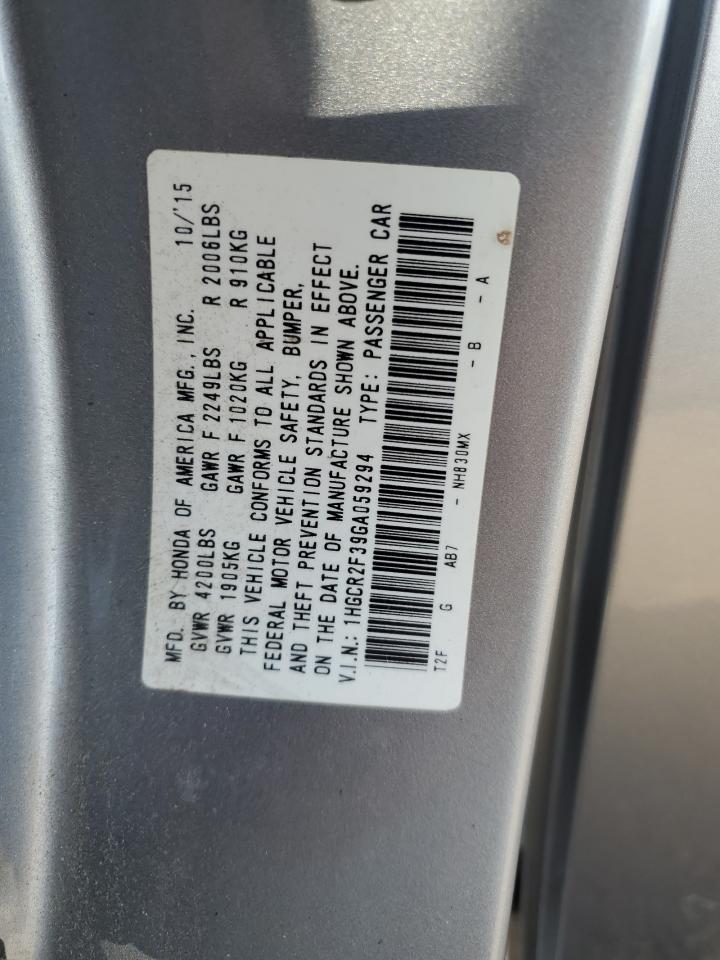 MFD. BY HONDA OF AMERICA MFG., INC. 10/'15
GVWR 4200LBS GAWR F 2249LBS R 2006LBS
GVWR 1905KG GAWR F 1020KG R 910KG
THIS VEHICLE CONFORMS TO ALL APPLICABLE
FEDERAL MOTOR VEHICLE SAFETY, BUMPER,
AND THEFT PREVENTION STANDARDS IN EFFECT
ON THE DATE OF MANUFACTURE SHOWN ABOVE.
V.I.N.: 1HGCR2F39GA059294 TYPE: PASSENGER CAR
T2F G AB7 - NH830MX - B - A